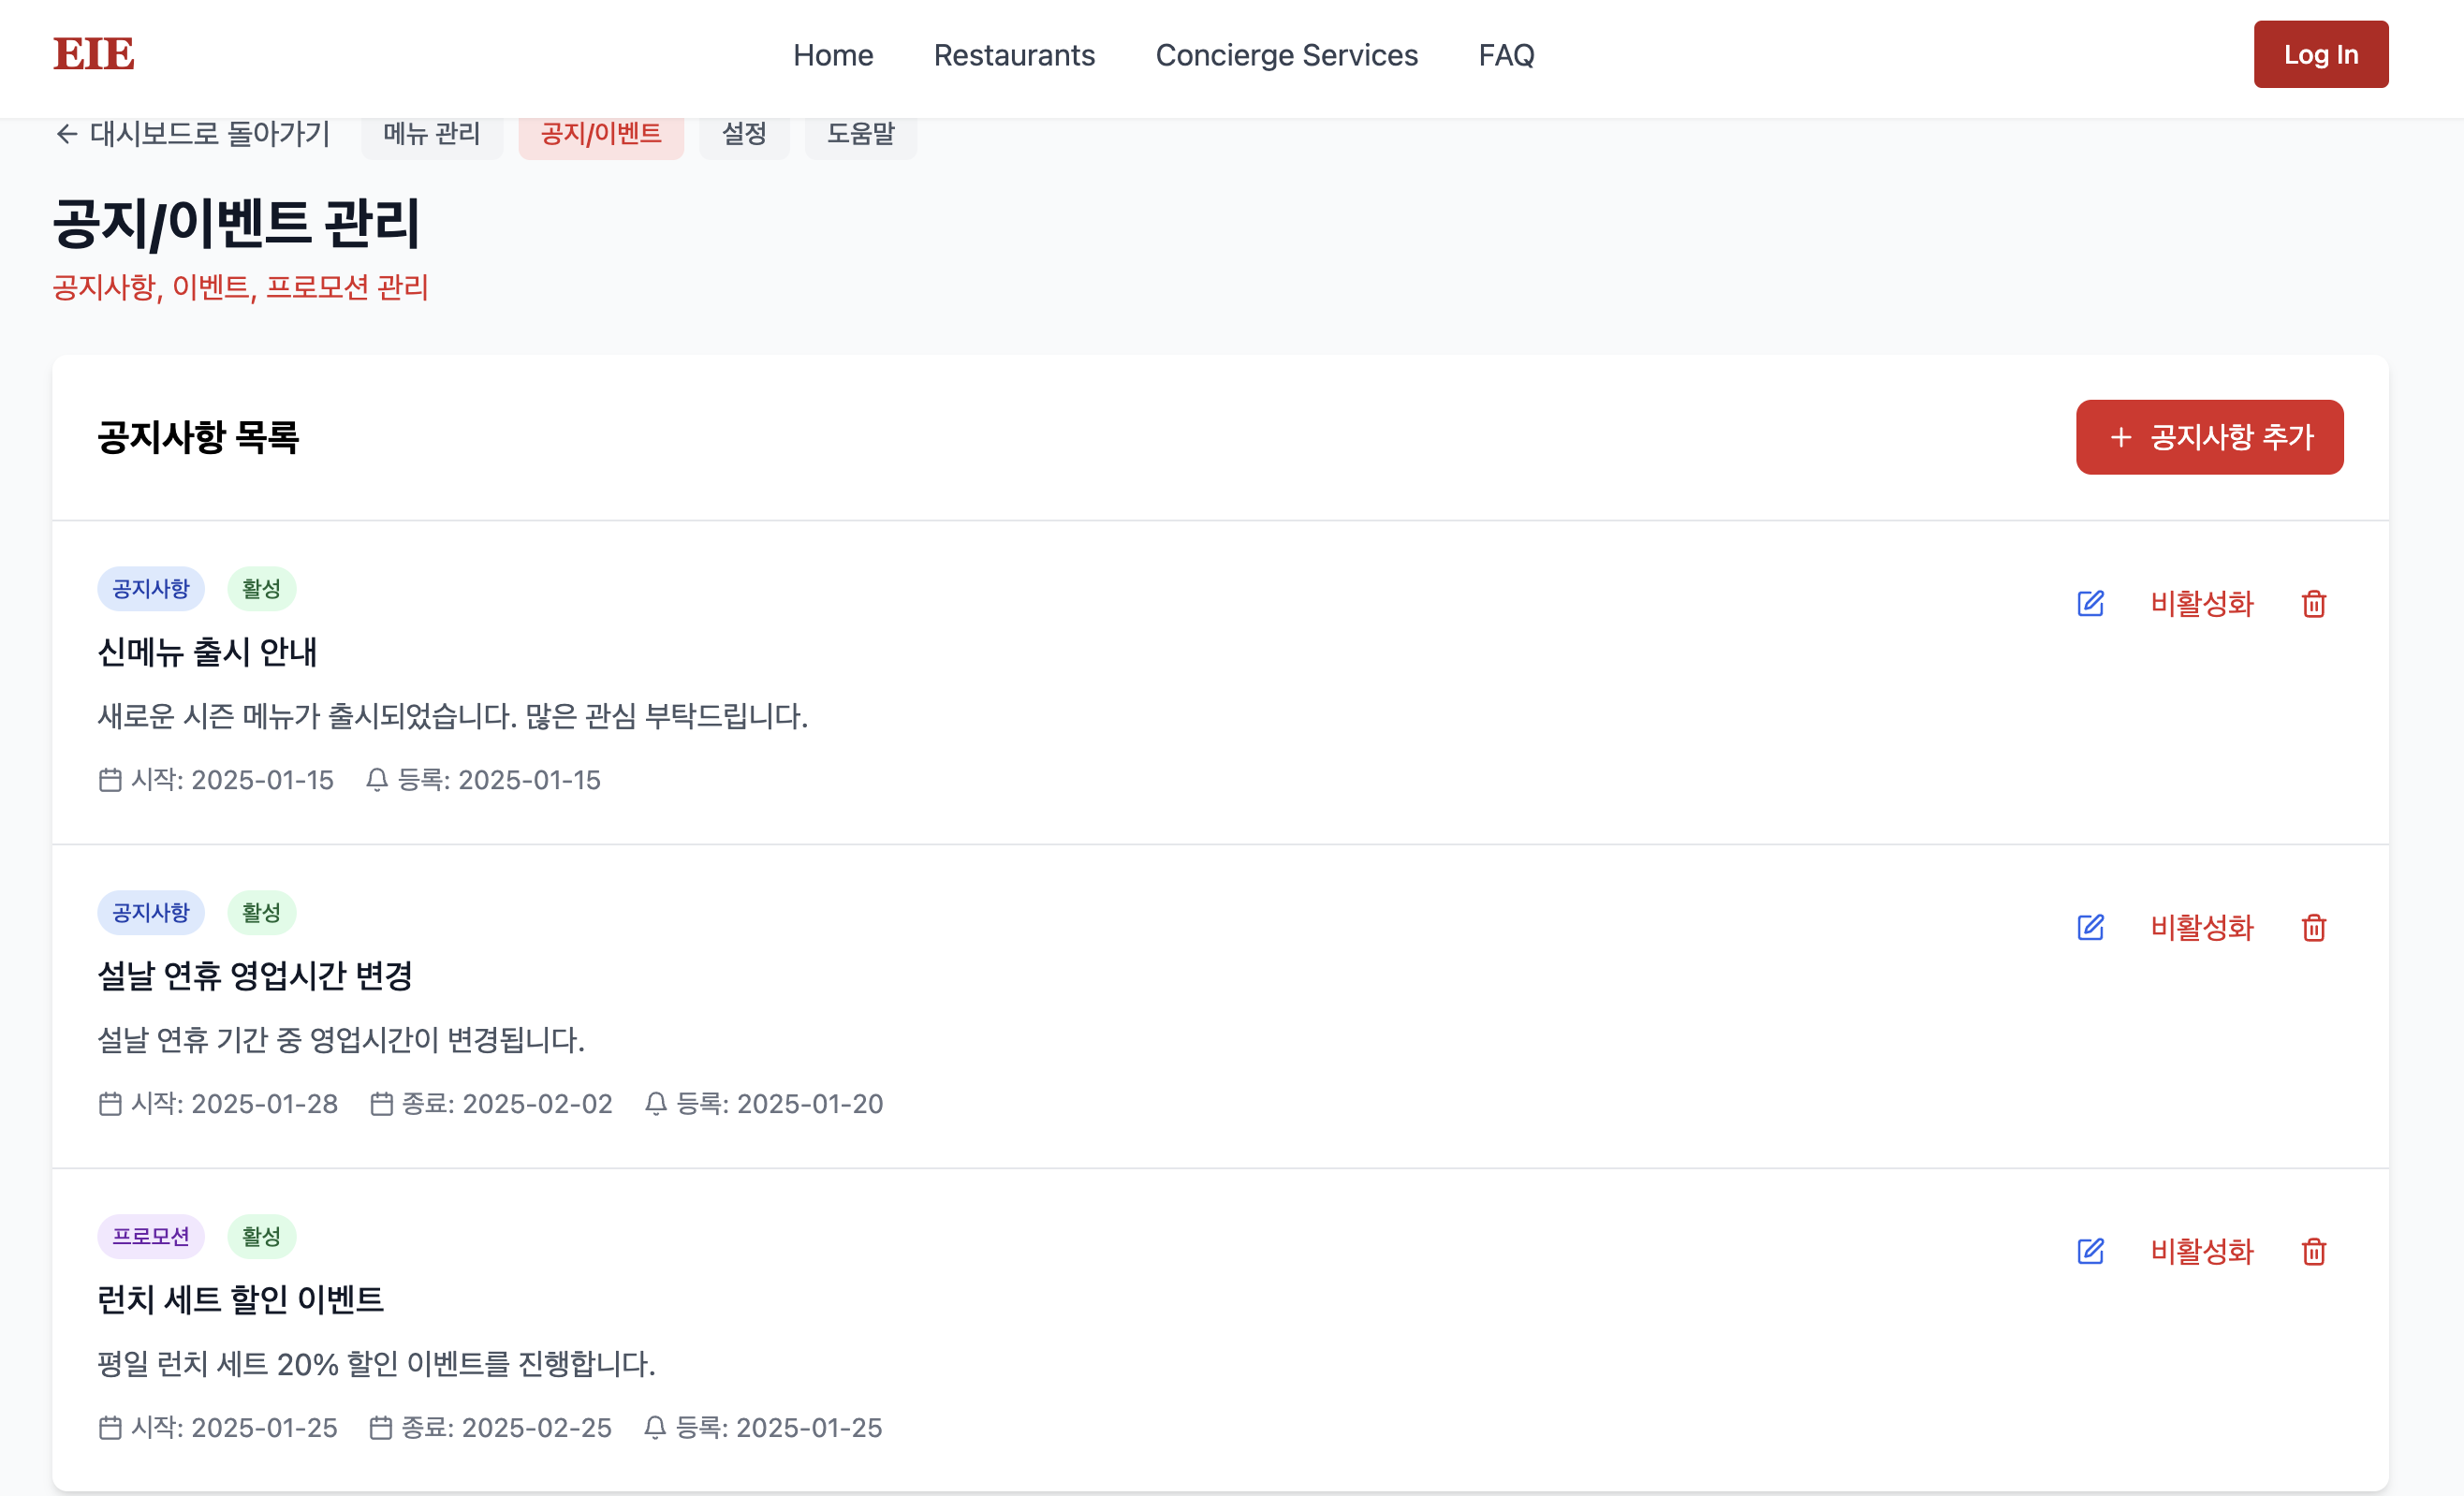 EIE Home Restaurants Concierge Services FAQ Log In
← 대시보드로 돌아가기 메뉴 관리 공지/이벤트 설정 도움말
공지/이벤트 관리
공지사항, 이벤트, 프로모션 관리
공지사항 목록 + 공지사항 추가
공지사항 활성 비활성화
신메뉴 출시 안내
새로운 시즌 메뉴가 출시되었습니다. 많은 관심 부탁드립니다.
시작: 2025-01-15 등록: 2025-01-15
공지사항 활성 비활성화
설날 연휴 영업시간 변경
설날 연휴 기간 중 영업시간이 변경됩니다.
시작: 2025-01-28 종료: 2025-02-02 등록: 2025-01-20
프로모션 활성 비활성화
런치 세트 할인 이벤트
평일 런치 세트 20% 할인 이벤트를 진행합니다.
시작: 2025-01-25 종료: 2025-02-25 등록: 2025-01-25